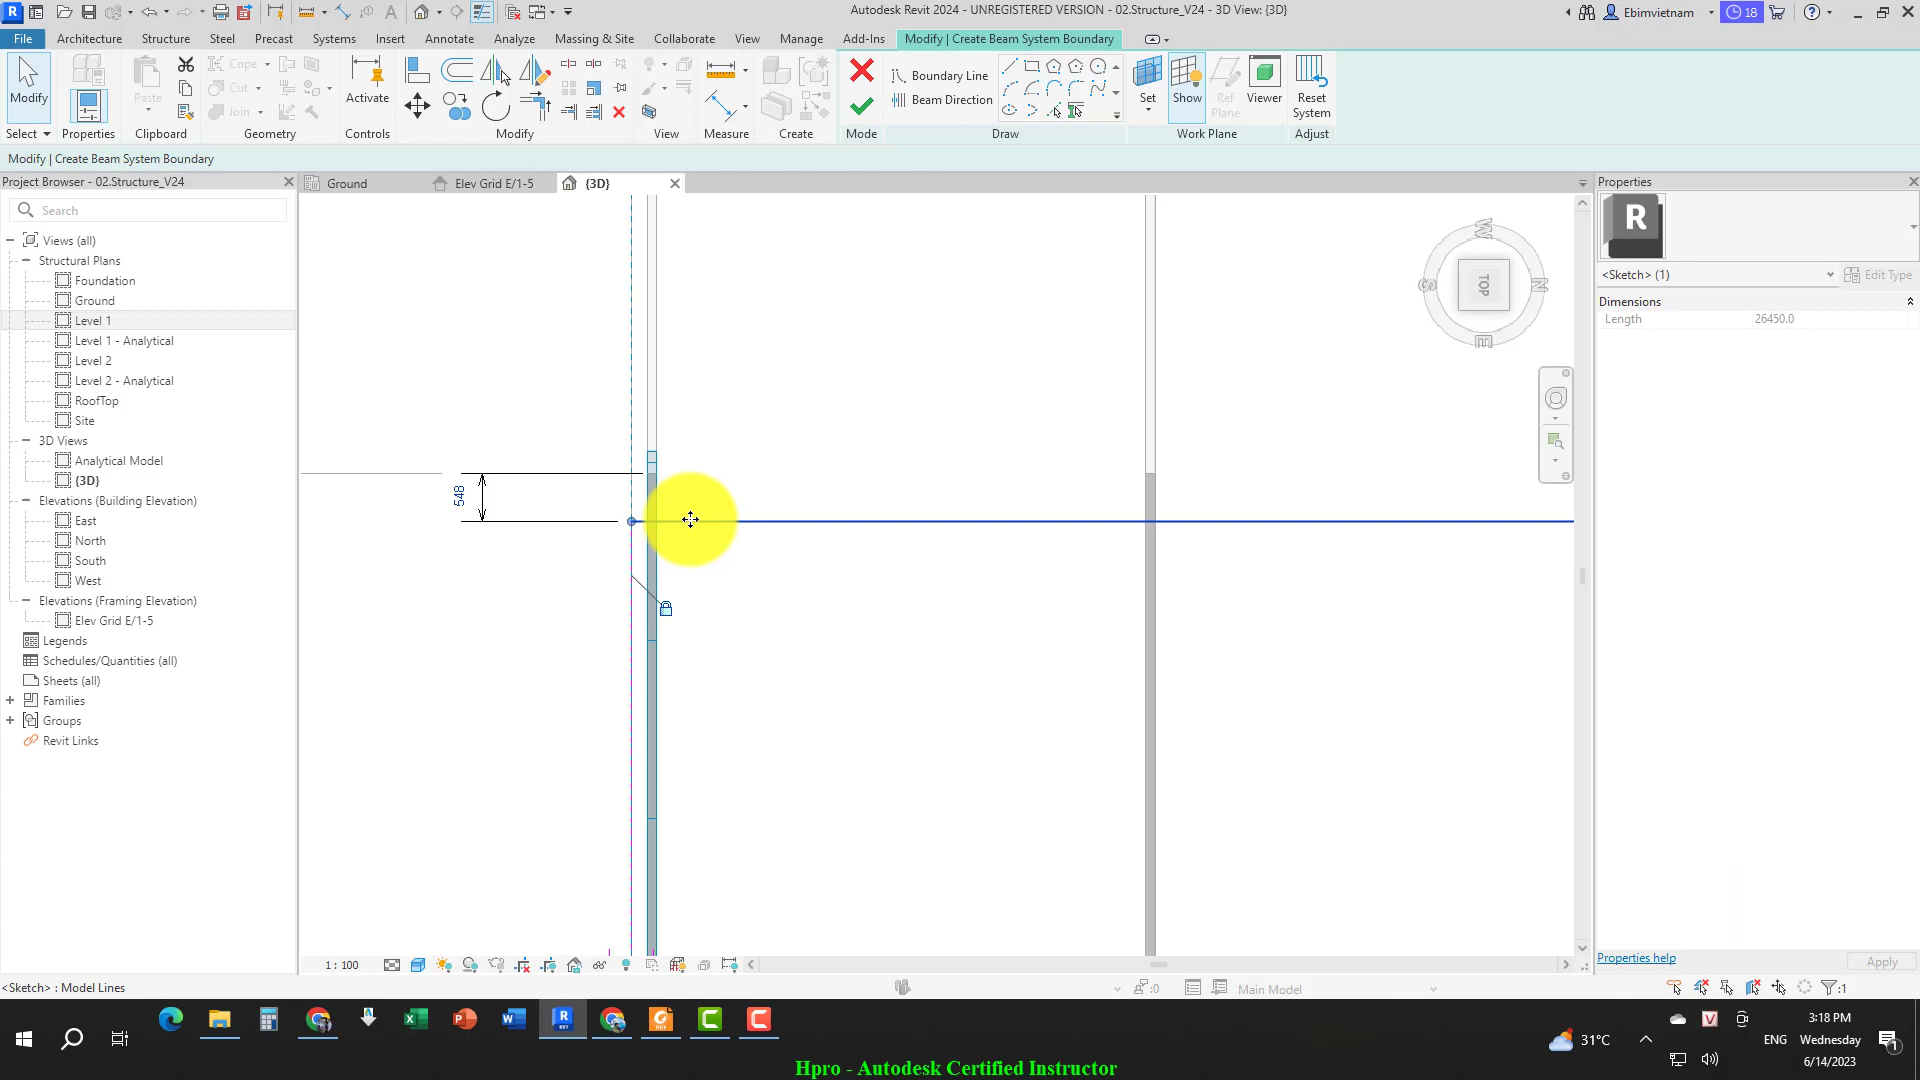 Autodesk Revit 2024 - UNREGISTERED VERSION - 02.Structure_V24 - 3D View: {3D}
Ebimvietnam
18
File
Architecture
Structure
Steel
Precast
Systems
Insert
Annotate
Analyze
Massing & Site
Collaborate
View
Manage
Add-Ins
Modify | Create Beam System Boundary
Modify
Paste
Cope
Cut
Join
Activate
Boundary Line
Beam Direction
Set
Show
Ref
Plane
Viewer
Reset
System
Select
Properties
Clipboard
Geometry
Controls
Modify
View
Measure
Create
Mode
Draw
Work Plane
Adjust
Modify | Create Beam System Boundary
Project Browser - 02.Structure_V24
Ground
Elev Grid E/1-5
{3D}
Properties
Search
Views (all)
Structural Plans
Foundation
Ground
Level 1
Level 1 - Analytical
Level 2
Level 2 - Analytical
RoofTop
Site
3D Views
Analytical Model
{3D}
Elevations (Building Elevation)
East
North
South
West
Elevations (Framing Elevation)
Elev Grid E/1-5
Legends
Schedules/Quantities (all)
Sheets (all)
Families
Groups
Revit Links
548
W
S
TOP
N
E
R
<Sketch> (1)
Edit Type
Dimensions
Length
26450.0
Properties help
Apply
1 : 100
<Sketch> : Model Lines
:0
Main Model
:1
31°C
ENG
3:18 PM
Wednesday
6/14/2023
Hpro - Autodesk Certified Instructor